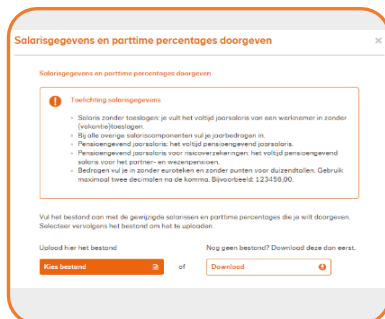 Salarisgegevens en parttime percentages doorgeven
Salarisgegevens en parttime percentages doorgeven
Toelichting salarisgegevens
Salaris zonder toeslagen: je vult het voltijd jaarsalaris van een werknemer in zonder
(vakantie)toeslagen.
Bij alle overige salariscomponenten vul je jaarbedragen in.
Pensioengevend jaarsalaris: het voltijd pensioengevend jaarsalaris.
Pensioengevend jaarsalaris voor risicoverzekeringen: het voltijd pensioengevend
salaris voor het partner- en wezenpensioen.
Bedragen vul je in zonder euroteken en zonder punten voor duizendtallen. Gebruik
maximaal twee decimalen na de komma. Bijvoorbeeld: 123456,00.
Vul het bestand aan met de gewijzigde salarissen en parttime percentages die je wilt doorgeven.
Selecteer vervolgens het bestand om het te uploaden.
Upload hier het bestand
Nog geen bestand? Download deze dan eerst.
Kies bestand
of
Download